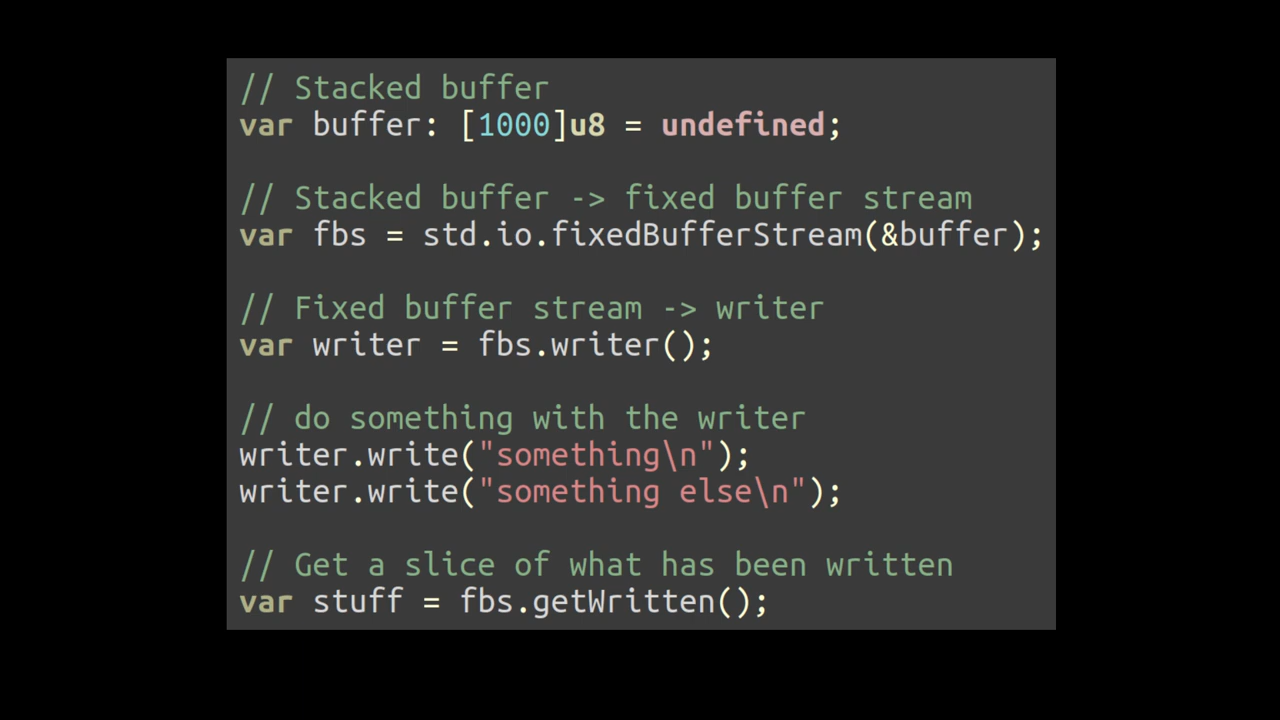 // Stacked buffer
var buffer: [1000]u8 = undefined;
// Stacked buffer -> fixed buffer stream
var fbs = std.io.fixedBufferStream(&buffer);
// Fixed buffer stream -> writer
var writer = fbs.writer();
// do something with the writer
writer.write("something\n");
writer.write("something else\n");
// Get a slice of what has been written
var stuff = fbs.getWritten();